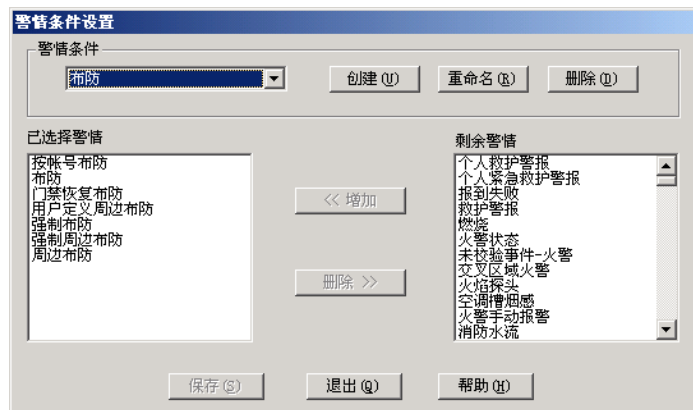 警情条件设置
警情条件
布防
创建(U)
重命名(R)
删除(D)
已选择警情
按帐号布防
布防
门禁恢复布防
用户定义周边布防
强制布防
强制周边布防
周边布防
<< 增加
删除 >>
剩余警情
个人救护警报
个人紧急救护警报
报到失败
救护警报
燃烧
火警状态
未校验事件-火警
交叉区域火警
火焰探头
空调槽烟感
火警手动报警
消防水流
保存(S)
退出(Q)
帮助(H)